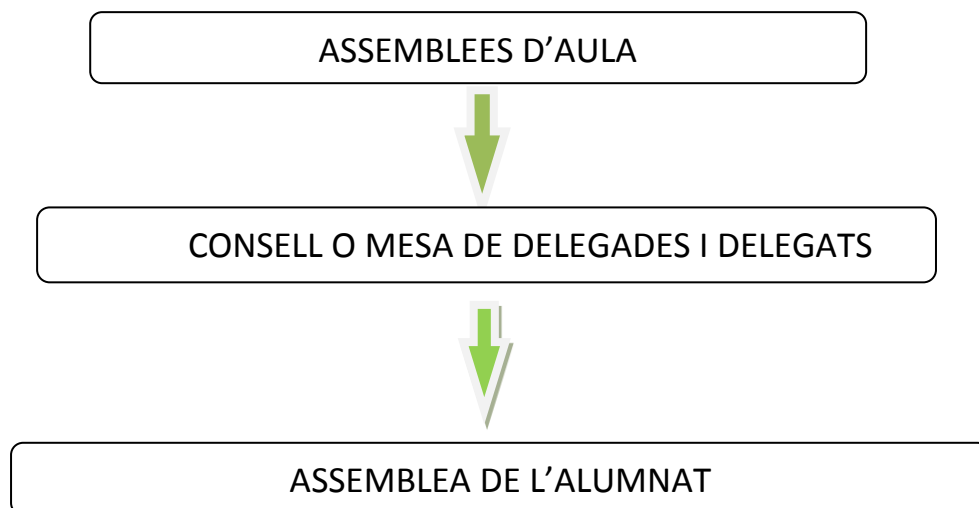 ASSEMBLEES D’AULA
CONSELL O MESA DE DELEGADES I DELEGATS
ASSEMBLEA DE L’ALUMNAT